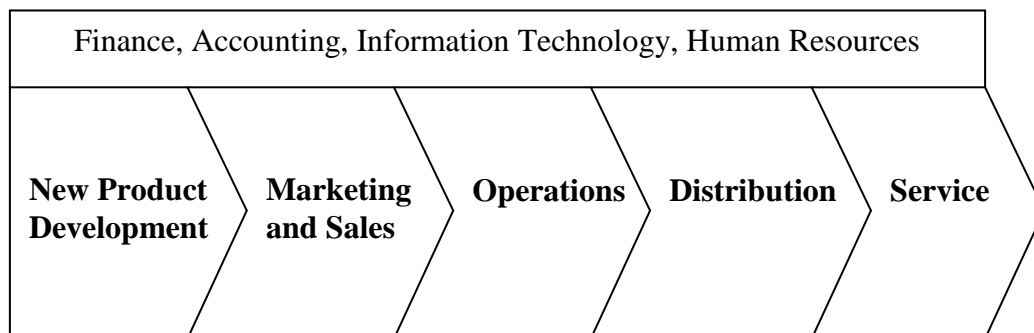 Finance, Accounting, Information Technology, Human Resources
New Product
Development
Marketing
and Sales
Operations
Distribution
Service